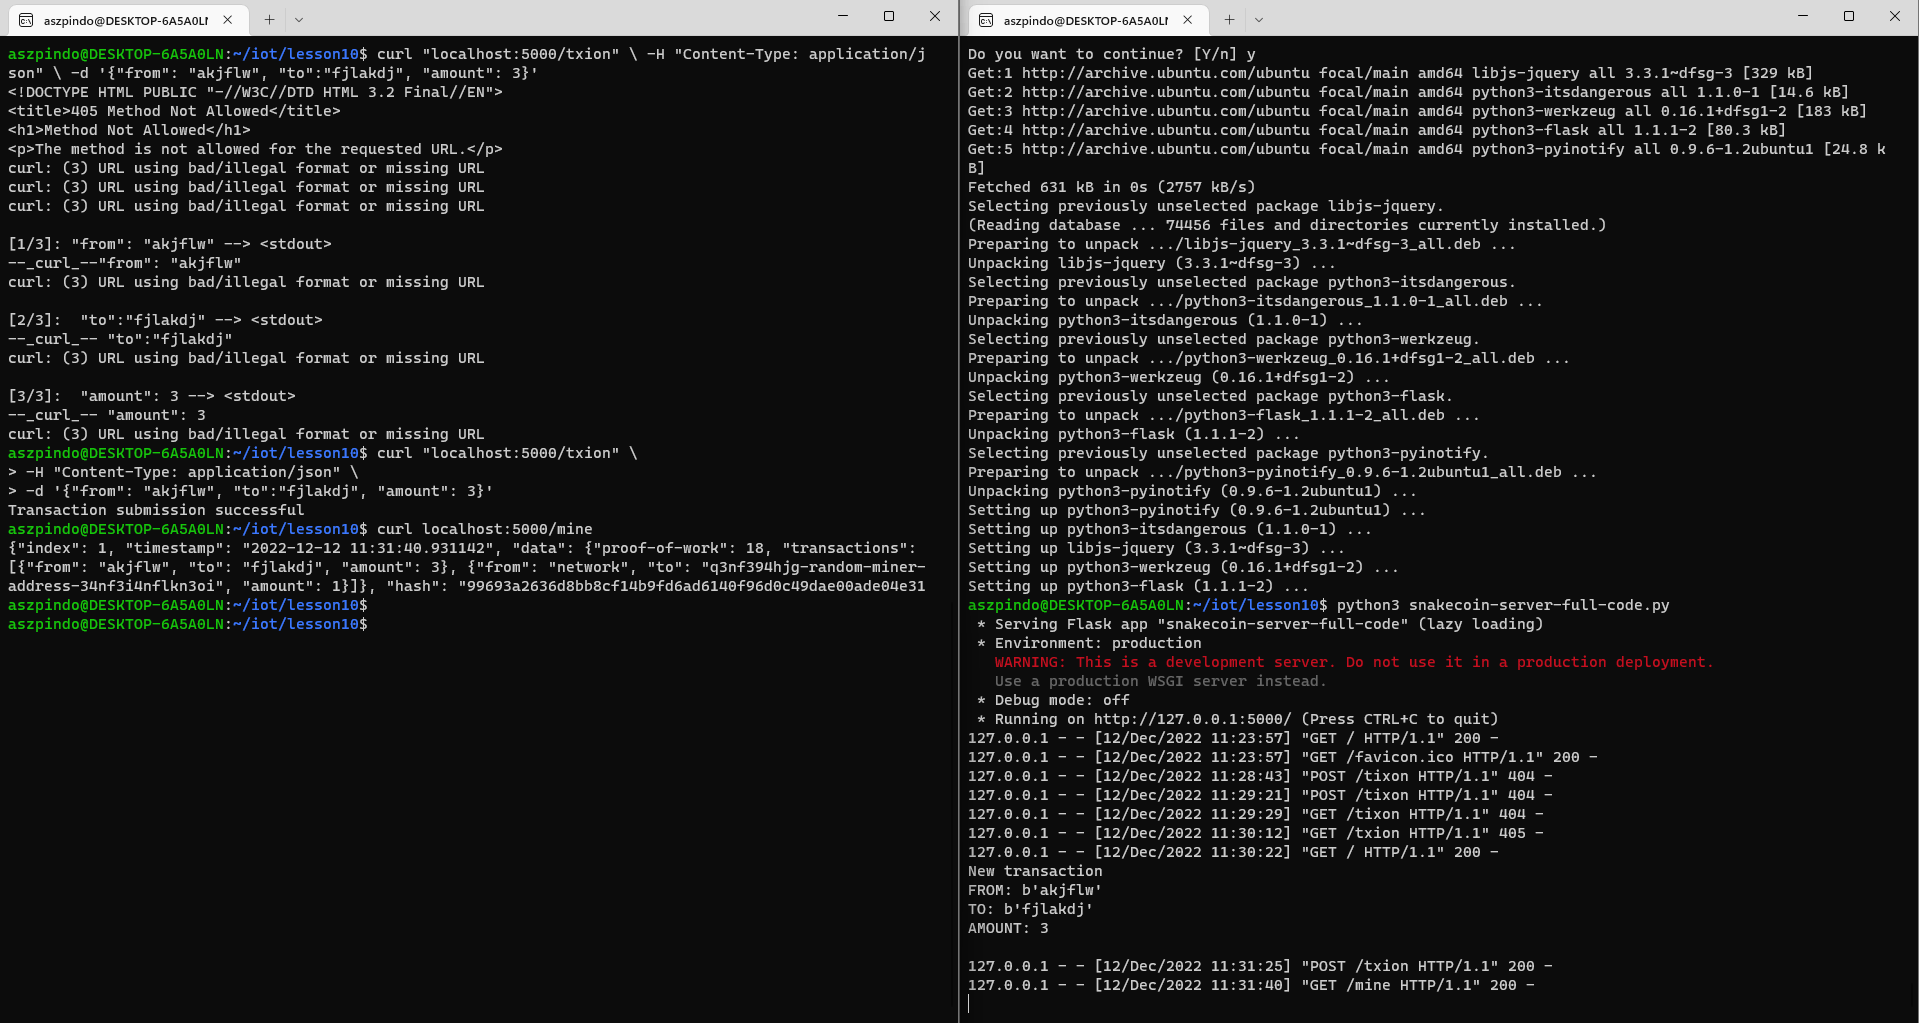 aszpindo@DESKTOP-6A5A0LN
aszpindo@DESKTOP-6A5A0LN:~/iot/lesson10$ curl "localhost:5000/txion" \ -H "Content-Type: application/j
son" \ -d '{"from": "akjflw", "to":"fjlakdj", "amount": 3}'
<!DOCTYPE HTML PUBLIC "-//W3C//DTD HTML 3.2 Final//EN">
<title>405 Method Not Allowed</title>
<h1>Method Not Allowed</h1>
<p>The method is not allowed for the requested URL.</p>
curl: (3) URL using bad/illegal format or missing URL
curl: (3) URL using bad/illegal format or missing URL
curl: (3) URL using bad/illegal format or missing URL
[1/3]: "from": "akjflw" --> <stdout>
--_curl_--"from": "akjflw"
curl: (3) URL using bad/illegal format or missing URL
[2/3]:  "to":"fjlakdj" --> <stdout>
--_curl_-- "to":"fjlakdj"
curl: (3) URL using bad/illegal format or missing URL
[3/3]:  "amount": 3 --> <stdout>
--_curl_-- "amount": 3
curl: (3) URL using bad/illegal format or missing URL
aszpindo@DESKTOP-6A5A0LN:~/iot/lesson10$ curl "localhost:5000/txion" \
> -H "Content-Type: application/json" \
> -d '{"from": "akjflw", "to":"fjlakdj", "amount": 3}'
Transaction submission successful
aszpindo@DESKTOP-6A5A0LN:~/iot/lesson10$ curl localhost:5000/mine
{"index": 1, "timestamp": "2022-12-12 11:31:40.931142", "data": {"proof-of-work": 18, "transactions":
[{"from": "akjflw", "to": "fjlakdj", "amount": 3}, {"from": "network", "to": "q3nf394hjg-random-miner-
address-34nf3i4nflkn3oi", "amount": 1}]}, "hash": "99693a2636d8bb8cf14b9fd6ad6140f96d0c49dae00ade04e31
aszpindo@DESKTOP-6A5A0LN:~/iot/lesson10$
aszpindo@DESKTOP-6A5A0LN:~/iot/lesson10$
aszpindo@DESKTOP-6A5A0LN
Do you want to continue? [Y/n] y
Get:1 http://archive.ubuntu.com/ubuntu focal/main amd64 libjs-jquery all 3.3.1~dfsg-3 [329 kB]
Get:2 http://archive.ubuntu.com/ubuntu focal/main amd64 python3-itsdangerous all 1.1.0-1 [14.6 kB]
Get:3 http://archive.ubuntu.com/ubuntu focal/main amd64 python3-werkzeug all 0.16.1+dfsg1-2 [183 kB]
Get:4 http://archive.ubuntu.com/ubuntu focal/main amd64 python3-flask all 1.1.1-2 [80.3 kB]
Get:5 http://archive.ubuntu.com/ubuntu focal/main amd64 python3-pyinotify all 0.9.6-1.2ubuntu1 [24.8 k
B]
Fetched 631 kB in 0s (2757 kB/s)
Selecting previously unselected package libjs-jquery.
(Reading database ... 74456 files and directories currently installed.)
Preparing to unpack .../libjs-jquery_3.3.1~dfsg-3_all.deb ...
Unpacking libjs-jquery (3.3.1~dfsg-3) ...
Selecting previously unselected package python3-itsdangerous.
Preparing to unpack .../python3-itsdangerous_1.1.0-1_all.deb ...
Unpacking python3-itsdangerous (1.1.0-1) ...
Selecting previously unselected package python3-werkzeug.
Preparing to unpack .../python3-werkzeug_0.16.1+dfsg1-2_all.deb ...
Unpacking python3-werkzeug (0.16.1+dfsg1-2) ...
Selecting previously unselected package python3-flask.
Preparing to unpack .../python3-flask_1.1.1-2_all.deb ...
Unpacking python3-flask (1.1.1-2) ...
Selecting previously unselected package python3-pyinotify.
Preparing to unpack .../python3-pyinotify_0.9.6-1.2ubuntu1_all.deb ...
Unpacking python3-pyinotify (0.9.6-1.2ubuntu1) ...
Setting up python3-pyinotify (0.9.6-1.2ubuntu1) ...
Setting up python3-itsdangerous (1.1.0-1) ...
Setting up libjs-jquery (3.3.1~dfsg-3) ...
Setting up python3-werkzeug (0.16.1+dfsg1-2) ...
Setting up python3-flask (1.1.1-2) ...
aszpindo@DESKTOP-6A5A0LN:~/iot/lesson10$ python3 snakecoin-server-full-code.py
 * Serving Flask app "snakecoin-server-full-code" (lazy loading)
 * Environment: production
   WARNING: This is a development server. Do not use it in a production deployment.
   Use a production WSGI server instead.
 * Debug mode: off
 * Running on http://127.0.0.1:5000/ (Press CTRL+C to quit)
127.0.0.1 - - [12/Dec/2022 11:23:57] "GET / HTTP/1.1" 200 -
127.0.0.1 - - [12/Dec/2022 11:23:57] "GET /favicon.ico HTTP/1.1" 200 -
127.0.0.1 - - [12/Dec/2022 11:28:43] "POST /tixon HTTP/1.1" 404 -
127.0.0.1 - - [12/Dec/2022 11:29:21] "POST /tixon HTTP/1.1" 404 -
127.0.0.1 - - [12/Dec/2022 11:29:29] "GET /tixon HTTP/1.1" 404 -
127.0.0.1 - - [12/Dec/2022 11:30:12] "GET /txion HTTP/1.1" 405 -
127.0.0.1 - - [12/Dec/2022 11:30:22] "GET / HTTP/1.1" 200 -
New transaction
FROM: b'akjflw'
TO: b'fjlakdj'
AMOUNT: 3
127.0.0.1 - - [12/Dec/2022 11:31:25] "POST /txion HTTP/1.1" 200 -
127.0.0.1 - - [12/Dec/2022 11:31:40] "GET /mine HTTP/1.1" 200 -